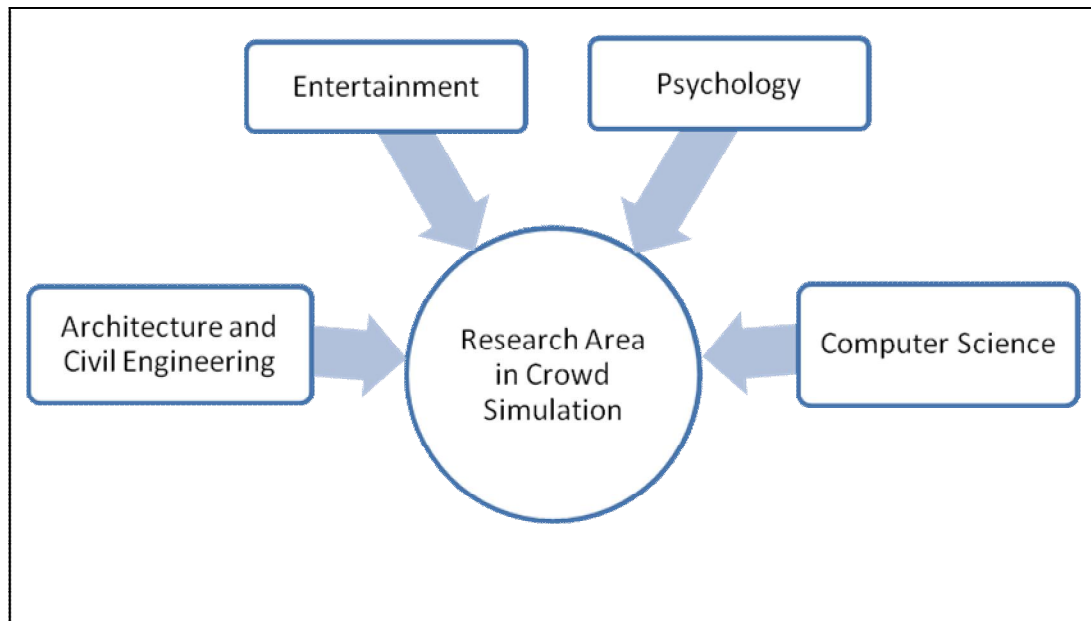 Entertainment
Psychology
Architecture and
Civil Engineering
Research Area
in Crowd
Simulation
Computer Science